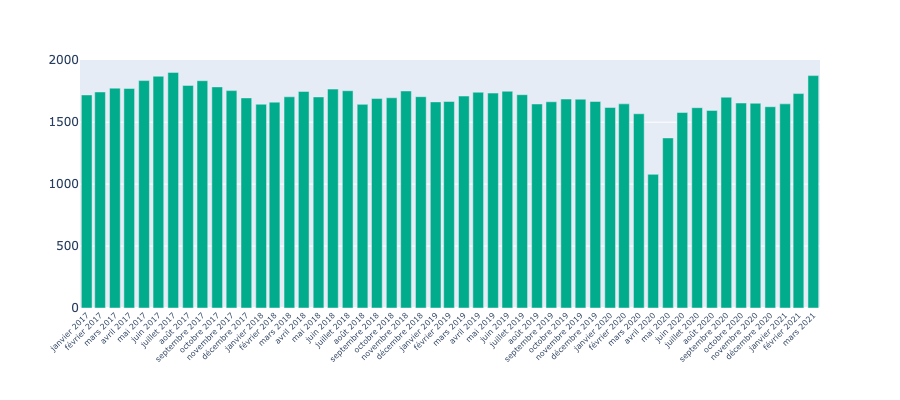 2000
1500
1000
500
0
janvier 2017
février 2017
mars 2017
avril 2017
mai 2017
juin 2017
juillet 2017
août 2017
septembre 2017
octobre 2017
novembre 2017
décembre 2017
janvier 2018
février 2018
mars 2018
avril 2018
mai 2018
juin 2018
juillet 2018
août 2018
septembre 2018
octobre 2018
novembre 2018
décembre 2018
janvier 2019
février 2019
mars 2019
avril 2019
mai 2019
juin 2019
juillet 2019
août 2019
septembre 2019
octobre 2019
novembre 2019
décembre 2019
janvier 2020
février 2020
mars 2020
avril 2020
mai 2020
juin 2020
juillet 2020
août 2020
septembre 2020
octobre 2020
novembre 2020
décembre 2020
janvier 2021
février 2021
mars 2021